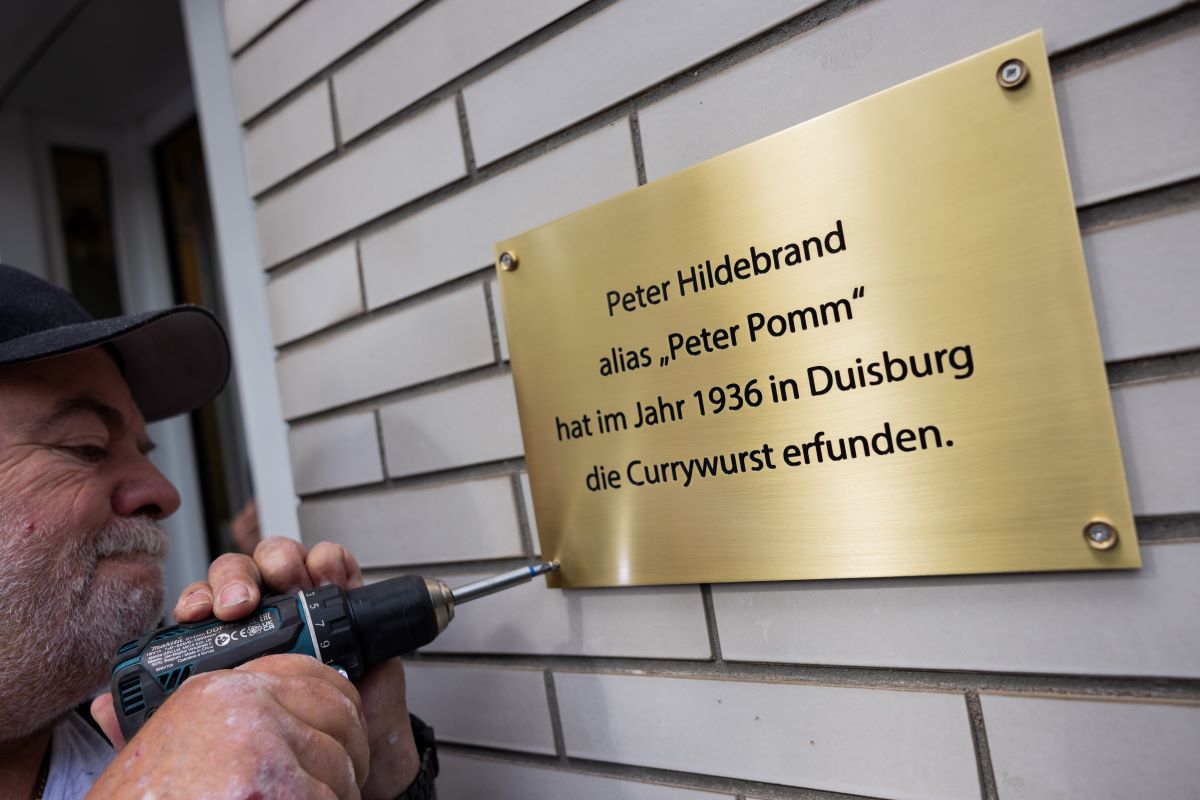 Peter Hildebrand
alias „Peter Pomm“
hat im Jahr 1936 in Duisburg
die Currywurst erfunden.